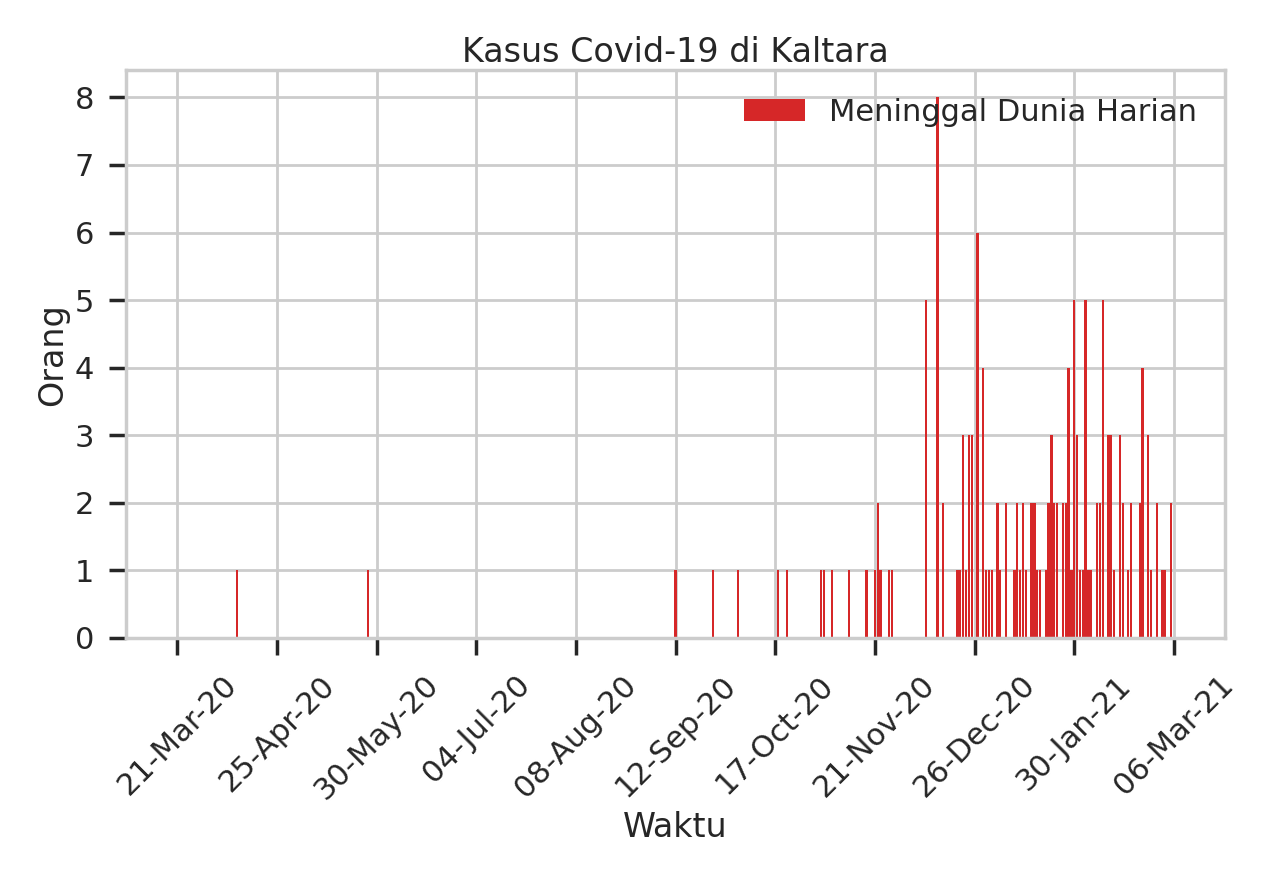 Kasus Covid-19 di Kaltara
Meninggal Dunia Harian
8
7
6
5
4
3
2
1
0
Orang
21-Mar-20
25-Apr-20
30-May-20
04-Jul-20
08-Aug-20
12-Sep-20
17-Oct-20
21-Nov-20
26-Dec-20
30-Jan-21
06-Mar-21
Waktu